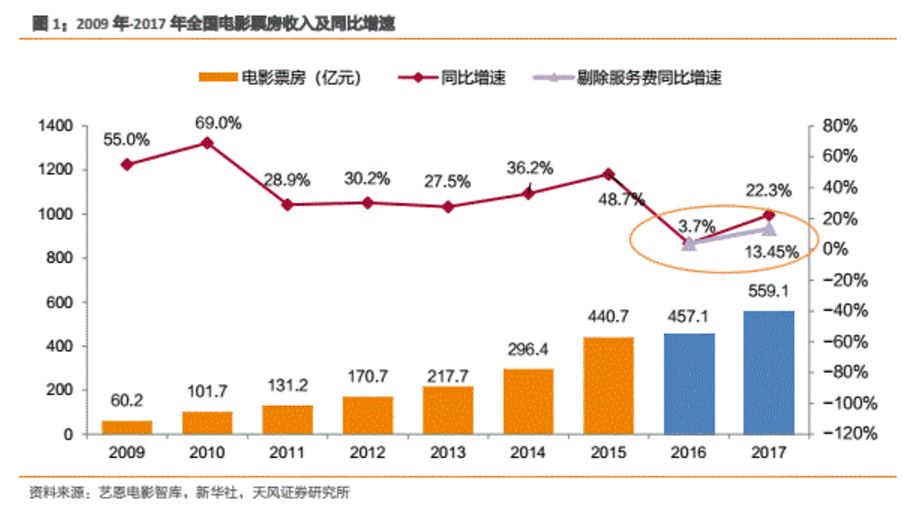 图 1：2009 年-2017 年全国电影票房收入及同比增速
电影票房（亿元） 同比增速 剔除服务费同比增速
1400 1200 1000 800 600 400 200 0
80% 60% 40% 20% 0% −20% −40% −60% −80% −100% −120%
55.0% 69.0% 28.9% 30.2% 27.5% 36.2% 48.7% 3.7% 22.3%
13.45%
60.2 101.7 131.2 170.7 217.7 296.4 440.7 457.1 559.1
2009 2010 2011 2012 2013 2014 2015 2016 2017
资料来源：艺恩电影智库，新华社，天风证券研究所